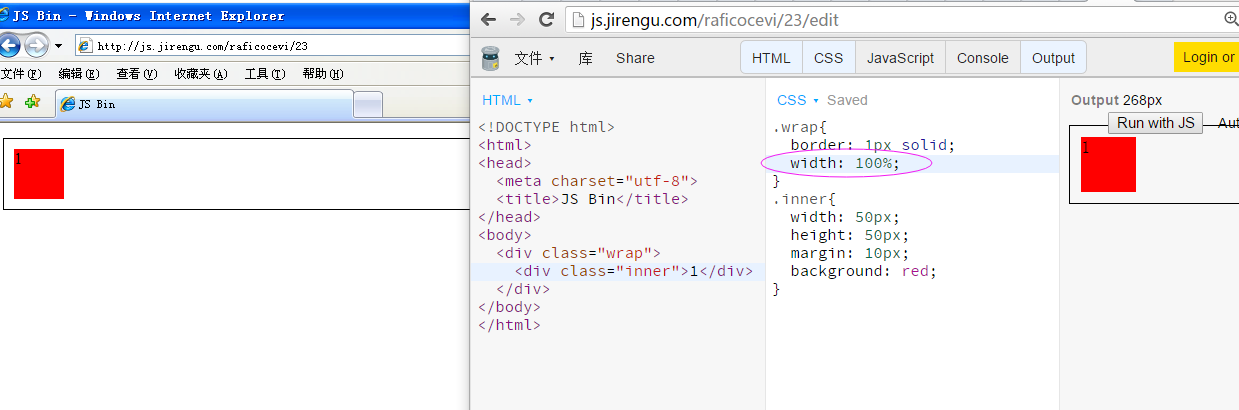 JS Bin - Windows Internet Explorer
http://js.jirengu.com/raficocevi/23
文件(F) 编辑(E) 查看(V) 收藏夹(A) 工具(T) 帮助(H)
JS Bin
1
js.jirengu.com/raficocevi/23/edit
文件 库 Share HTML CSS JavaScript Console Output Login or
HTML
<!DOCTYPE html>
<html>
<head>
<meta charset="utf-8">
<title>JS Bin</title>
</head>
<body>
<div class="wrap">
<div class="inner">1</div>
</div>
</body>
</html>
CSS Saved
.wrap{
border: 1px solid;
width: 100%;
}
.inner{
width: 50px;
height: 50px;
margin: 10px;
background: red;
}
Output 268px
Run with JS Aut
1